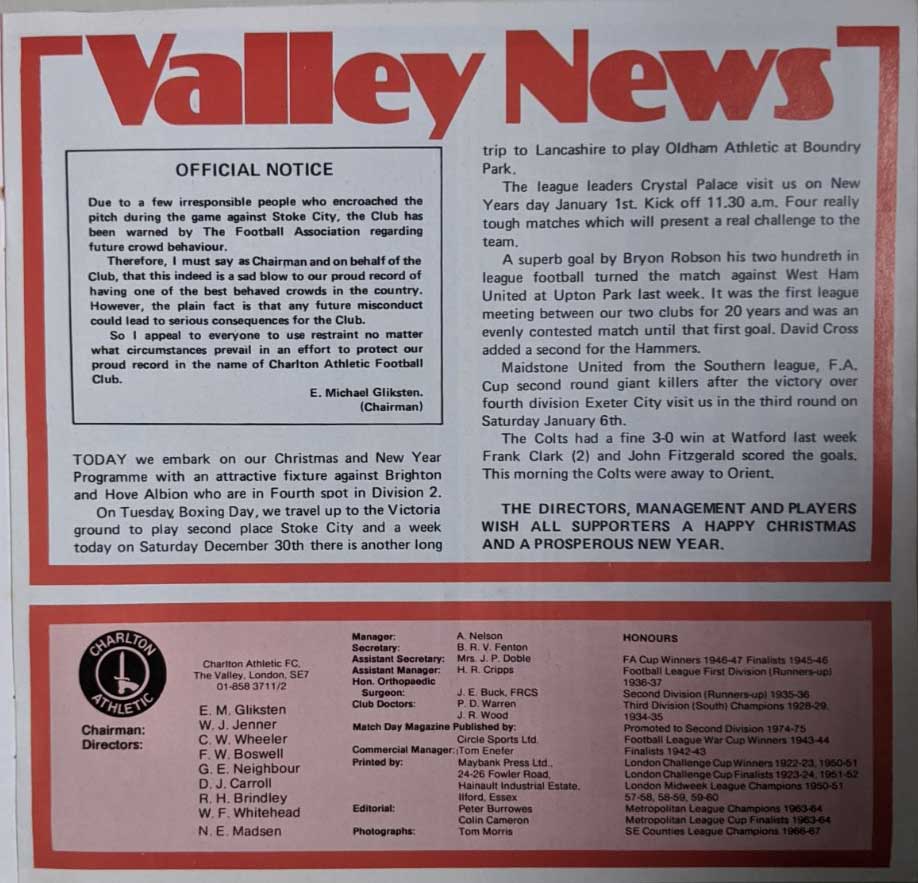 Valley News
OFFICIAL NOTICE
Due to a few irresponsible people who encroached the
pitch during the game against Stoke City, the Club has
been warned by The Football Association regarding
future crowd behaviour.
Therefore, I must say as Chairman and on behalf of the
Club, that this indeed is a sad blow to our proud record of
having one of the best behaved crowds in the country.
However, the plain fact is that any future misconduct
could lead to serious consequences for the Club.
So I appeal to everyone to use restraint no matter
what circumstances prevail in an effort to protect our
proud record in the name of Charlton Athletic Football
Club.
E. Michael Gliksten.
(Chairman)
TODAY we embark on our Christmas and New Year
Programme with an attractive fixture against Brighton
and Hove Albion who are in Fourth spot in Division 2.
On Tuesday, Boxing Day, we travel up to the Victoria
ground to play second place Stoke City and a week
today on Saturday December 30th there is another long
trip to Lancashire to play Oldham Athletic at Boundry
Park.
The league leaders Crystal Palace visit us on New
Years day January 1st. Kick off 11.30 a.m. Four really
tough matches which will present a real challenge to the
team.
A superb goal by Bryon Robson his two hundreth in
league football turned the match against West Ham
United at Upton Park last week. It was the first league
meeting between our two clubs for 20 years and was an
evenly contested match until that first goal. David Cross
added a second for the Hammers.
Maidstone United from the Southern league, F.A.
Cup second round giant killers after the victory over
fourth division Exeter City visit us in the third round on
Saturday January 6th.
The Colts had a fine 3-0 win at Watford last week
Frank Clark (2) and John Fitzgerald scored the goals.
This morning the Colts were away to Orient.
THE DIRECTORS, MANAGEMENT AND PLAYERS
WISH ALL SUPPORTERS A HAPPY CHRISTMAS
AND A PROSPEROUS NEW YEAR.
CHARLTON
ATHLETIC
Charlton Athletic FC.
The Valley, London, SE7
01-858 3711/2
Chairman: E. M. Gliksten
Directors: W. J. Jenner
C. W. Wheeler
F. W. Boswell
G. E. Neighbour
D. J. Carroll
R. H. Brindley
W. F. Whitehead
N. E. Madsen
Manager: A. Nelson
Secretary: B. R. V. Fenton
Assistant Secretary: Mrs. J. P. Doble
Assistant Manager: H. R. Cripps
Hon. Orthopaedic
Surgeon: J. E. Buck, FRCS
Club Doctors: P. D. Warren
J. R. Wood
Match Day Magazine Published by:
Circle Sports Ltd.
Commercial Manager: Tom Enefer
Printed by: Maybank Press Ltd.,
24-26 Fowler Road,
Hainault Industrial Estate,
Ilford, Essex
Editorial: Peter Burrowes
Colin Cameron
Photographs: Tom Morris
HONOURS
FA Cup Winners 1946-47 Finalists 1945-46
Football League First Division (Runners-up)
1936-37
Second Division (Runners-up) 1935-36
Third Division (South) Champions 1928-29,
1934-35
Promoted to Second Division 1974-75
Football League War Cup Winners 1943-44
Finalists 1942-43
London Challenge Cup Winners 1922-23, 1950-51
London Challenge Cup Finalists 1923-24, 1951-52
London Midweek League Champions 1950-51
57-58, 58-59, 59-60
Metropolitan League Champions 1963-64
Metropolitan League Cup Finalists 1963-64
SE Counties League Champions 1966-67